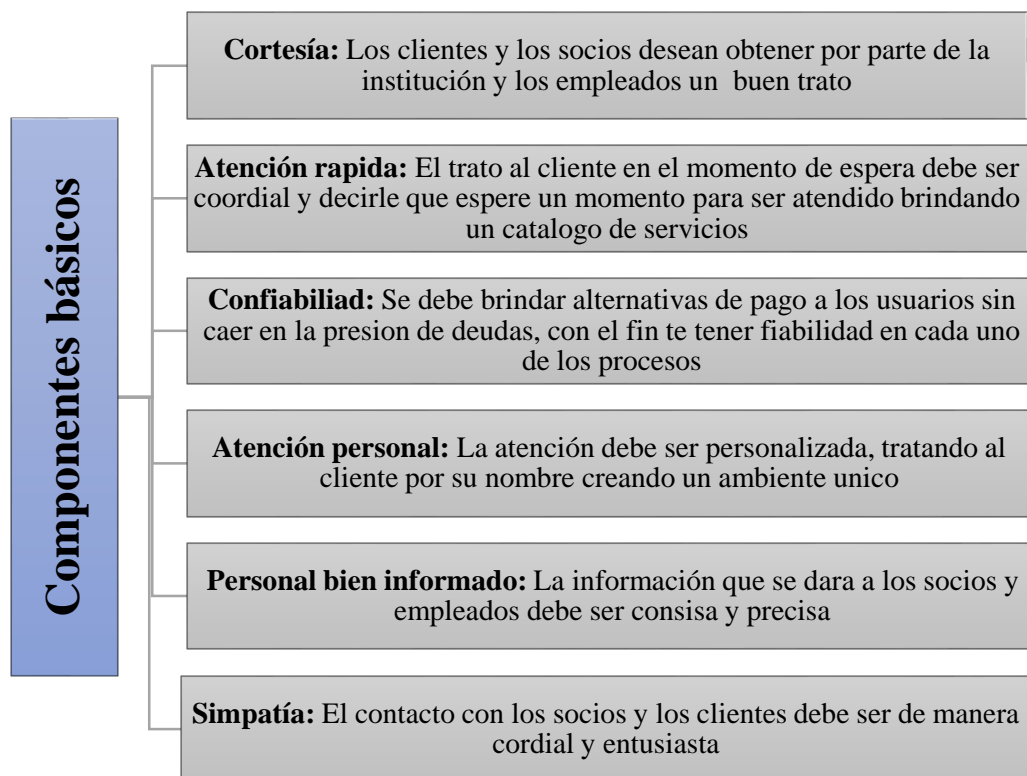 Componentes básicos
Cortesía: Los clientes y los socios desean obtener por parte de la
institución y los empleados un buen trato
Atención rapida: El trato al cliente en el momento de espera debe ser
coordial y decirle que espere un momento para ser atendido brindando
un catalogo de servicios
Confiabiliad: Se debe brindar alternativas de pago a los usuarios sin
caer en la presion de deudas, con el fin te tener fiabilidad en cada uno
de los procesos
Atención personal: La atención debe ser personalizada, tratando al
cliente por su nombre creando un ambiente unico
Personal bien informado: La información que se dara a los socios y
empleados debe ser consisa y precisa
Simpatía: El contacto con los socios y los clientes debe ser de manera
cordial y entusiasta